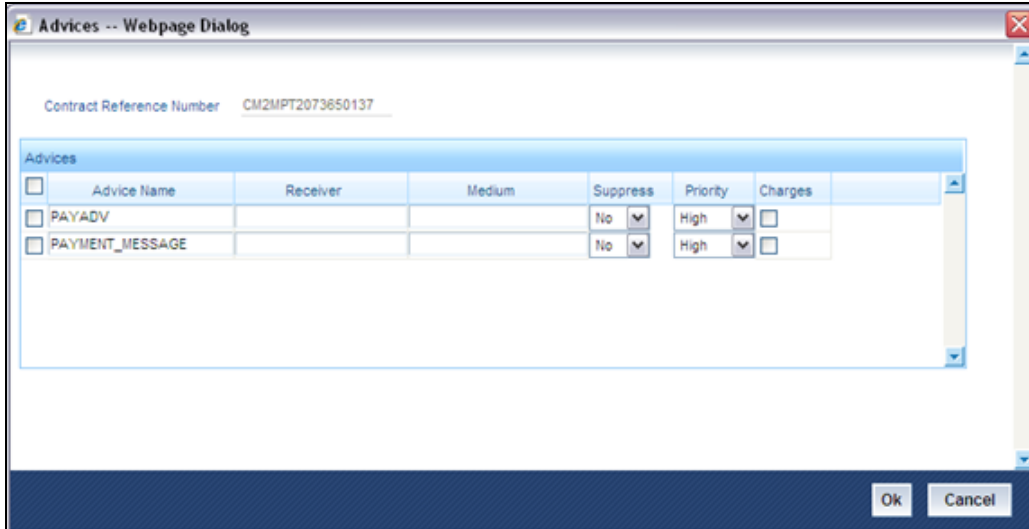 Advices -- Webpage Dialog
Contract Reference Number CM2MPT2073650137
Advices
Advice Name Receiver Medium Suppress Priority Charges
PAYADV No High
PAYMENT_MESSAGE No High
Ok Cancel